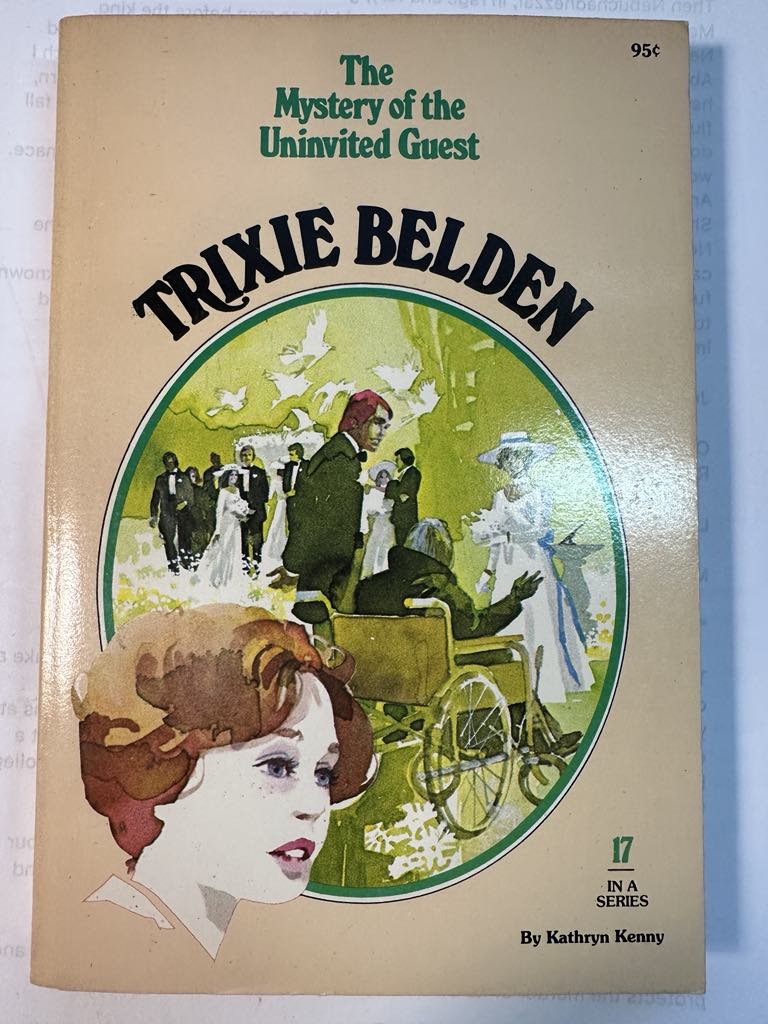 95¢
The
Mystery of the
Uninvited Guest
TRIXIE BELDEN
17
IN A
SERIES
By Kathryn Kenny